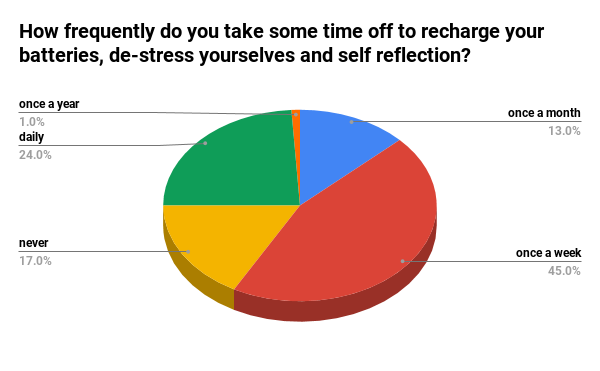 How frequently do you take some time off to recharge your
batteries, de-stress yourselves and self reflection?
once a year
1.0%
daily
24.0%
never
17.0%
once a month
13.0%
once a week
45.0%